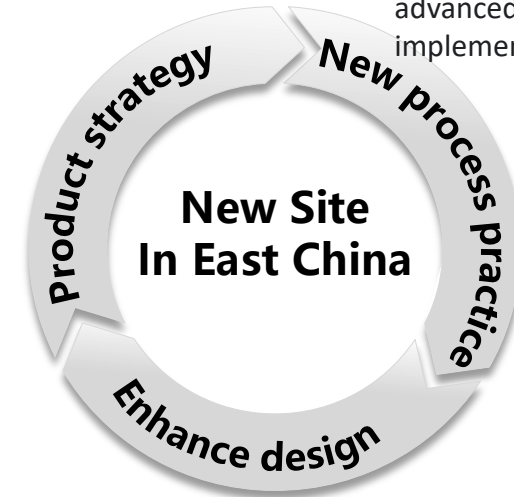 advanced
implemen
Product strategy
New process practice
New Site
In East China
Enhance design